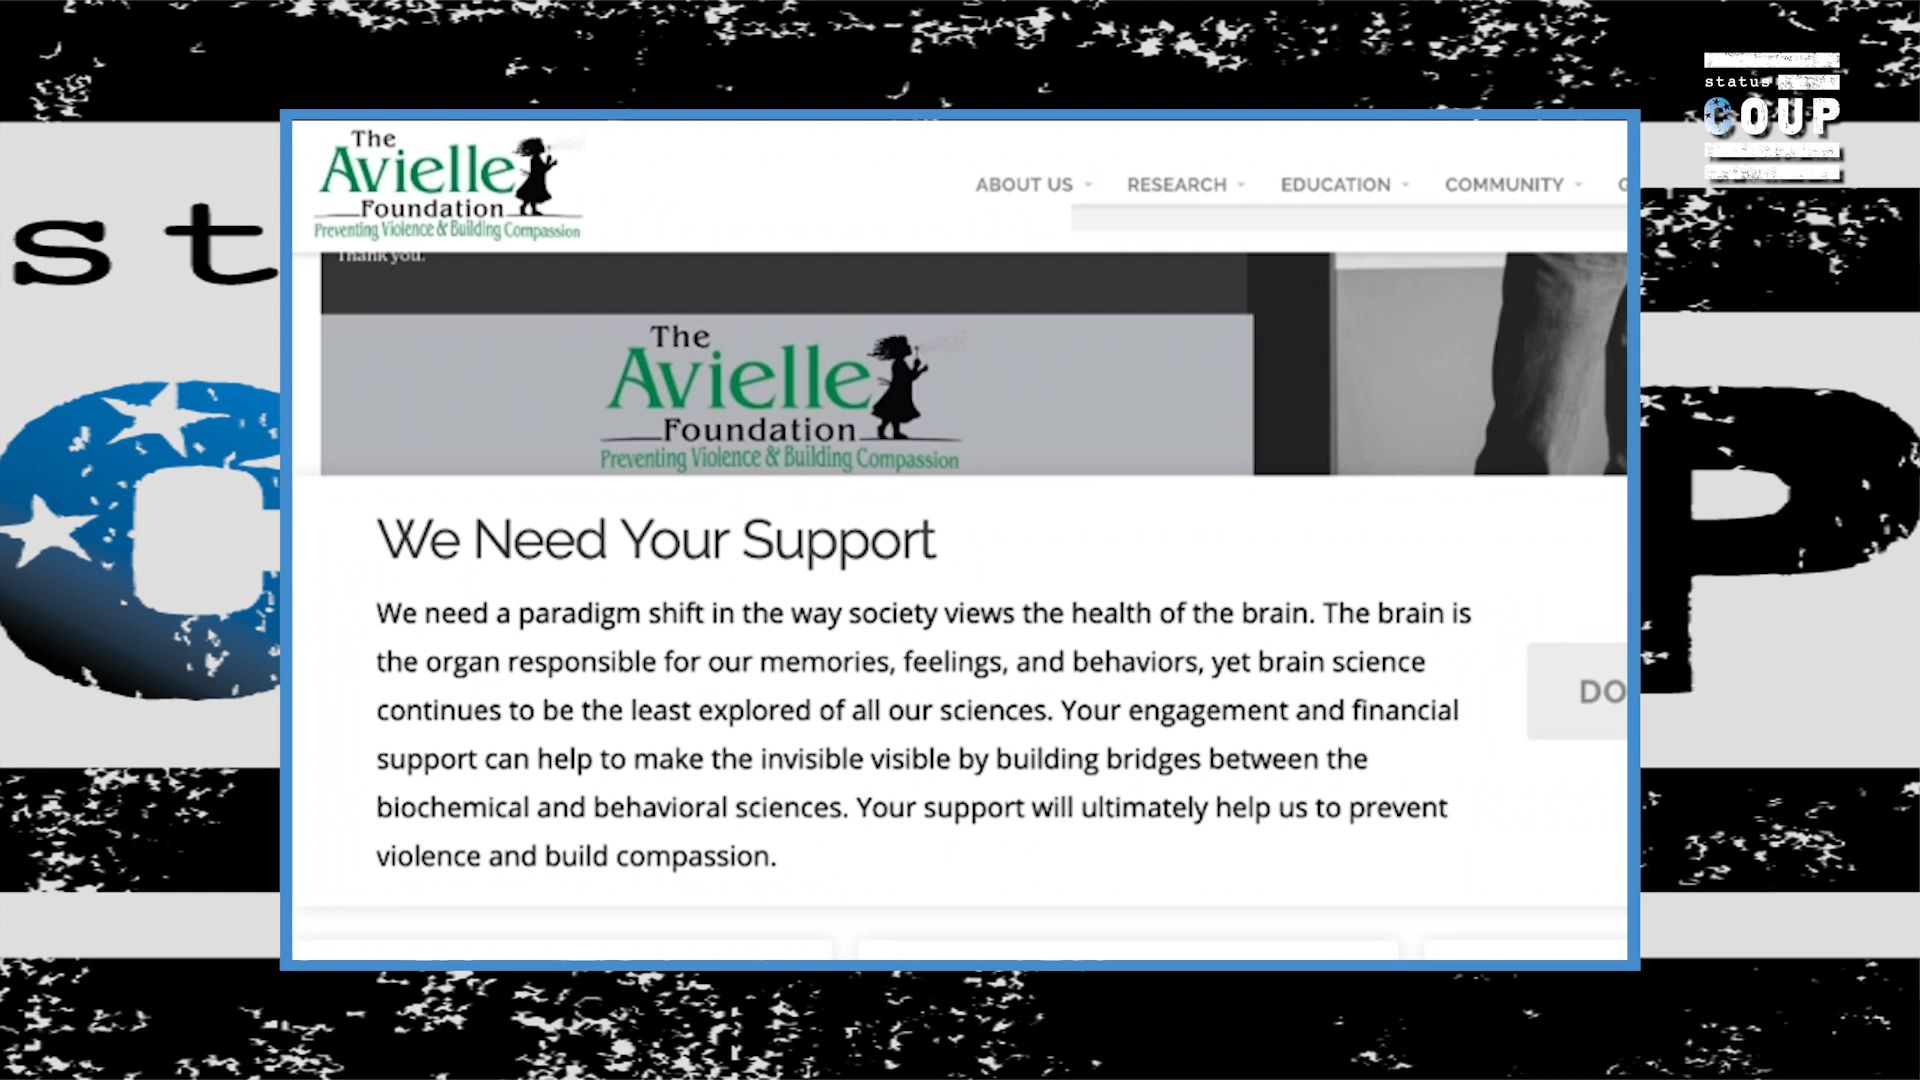 status
COUP
The
Avielle
Foundation
Preventing Violence & Building Compassion
ABOUT US
RESEARCH
EDUCATION
COMMUNITY
Thank you.
The
Avielle
Foundation
Preventing Violence & Building Compassion
We Need Your Support
We need a paradigm shift in the way society views the health of the brain. The brain is
the organ responsible for our memories, feelings, and behaviors, yet brain science
continues to be the least explored of all our sciences. Your engagement and financial
support can help to make the invisible visible by building bridges between the
biochemical and behavioral sciences. Your support will ultimately help us to prevent
violence and build compassion.
DO
st
C
P